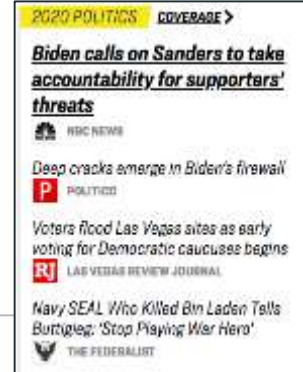 2020 POLITICS COVERAGE >
Biden calls on Sanders to take
accountability for supporters'
threats
NBC NEWS
Deep cracks emerge in Biden's firewall
P POLITICO
Voters flood Las Vegas sites as early
voting for Democratic caucuses begins
RJ LAS VEGAS REVIEW JOURNAL
Navy SEAL Who Killed Bin Laden Tells
Buttigieg: 'Stop Playing War Hero'
THE FEDERALIST